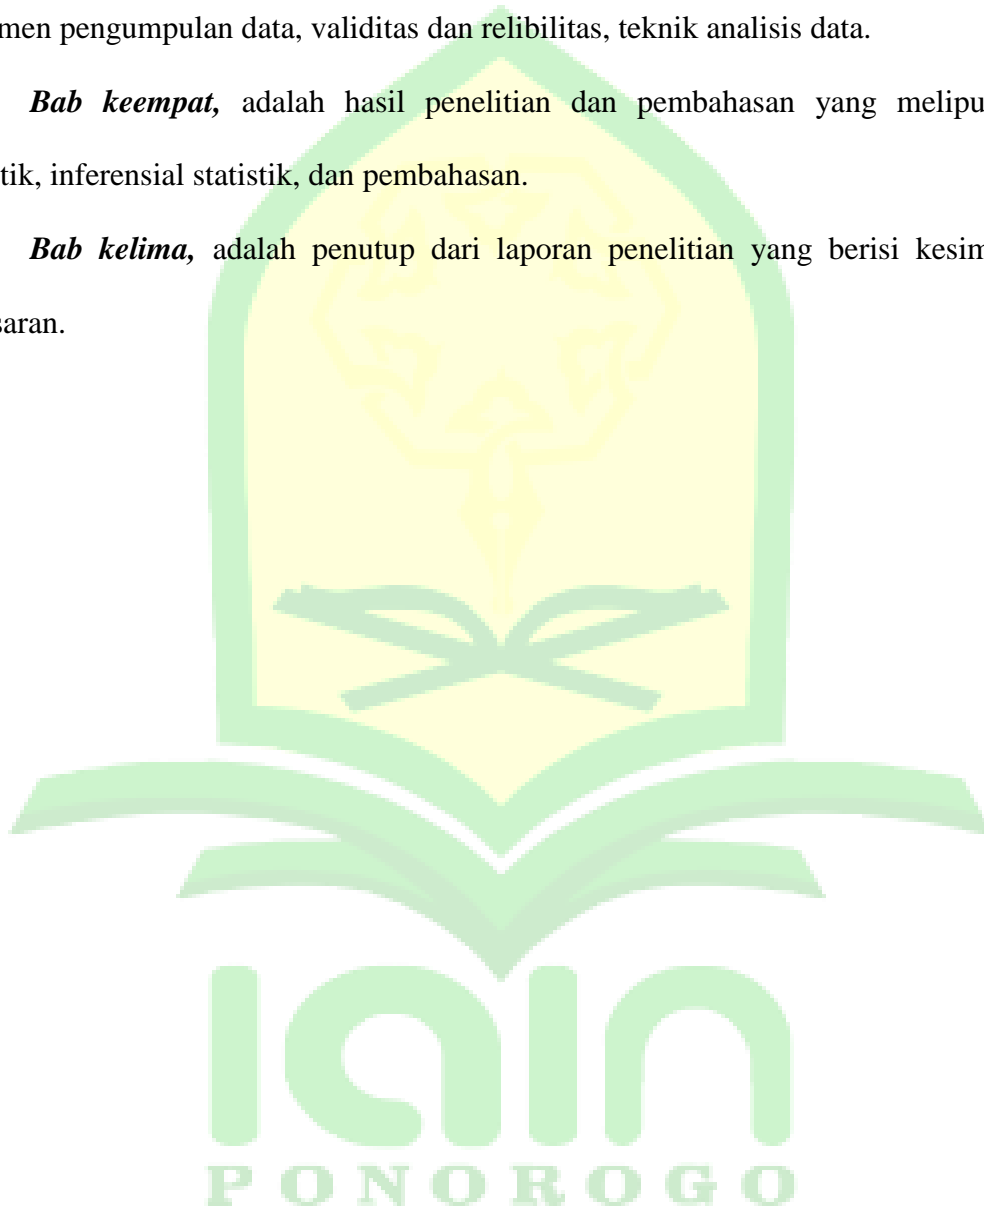 men pengumpulan data, validitas dan relibilitas, teknik analisis data.
Bab keempat, adalah hasil penelitian dan pembahasan yang melipu
tik, inferensial statistik, dan pembahasan.
Bab kelima, adalah penutup dari laporan penelitian yang berisi kesim
saran.
iain
PONOROGO